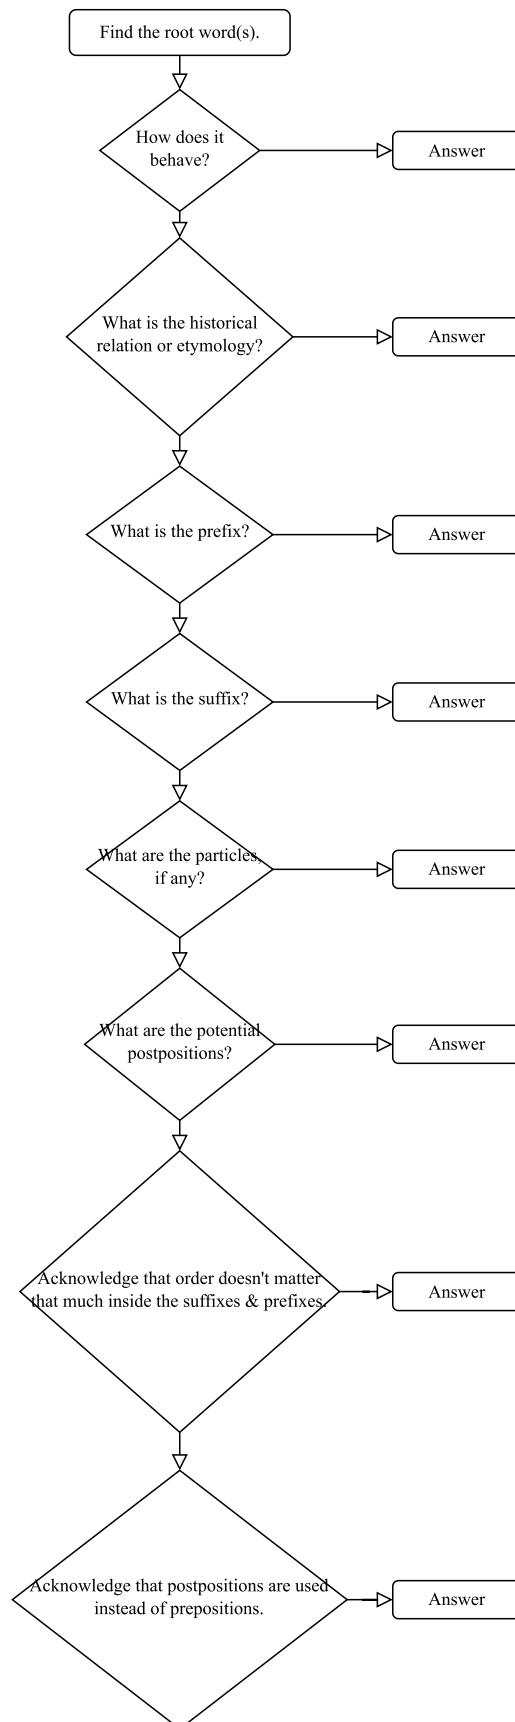 Find the root word(s).
How does it
behave?
Answer
What is the historical
relation or etymology?
Answer
What is the prefix?
Answer
What is the suffix?
Answer
What are the particles,
if any?
Answer
What are the potential
postpositions?
Answer
Acknowledge that order doesn't matter
that much inside the suffixes & prefixes.
Answer
Acknowledge that postpositions are used
instead of prepositions.
Answer